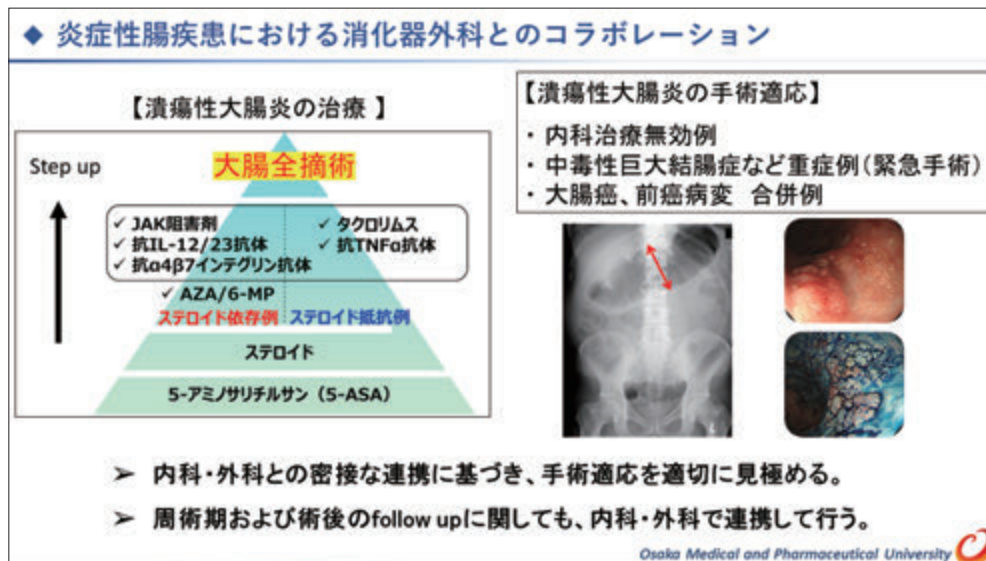 ◆ 炎症性腸疾患における消化器外科とのコラボレーション
【潰瘍性大腸炎の治療 】
Step up
大腸全摘術
✓ JAK阻害剤
✓ 抗IL-12/23抗体
✓ 抗α4β7インテグリン抗体
✓ タクロリムス
✓ 抗TNFα抗体
✓ AZA/6-MP
ステロイド依存例
ステロイド抵抗例
ステロイド
5-アミノサリチルサン（5-ASA）
【潰瘍性大腸炎の手術適応】
・ 内科治療無効例
・ 中毒性巨大結腸症など重症例（緊急手術）
・ 大腸癌、前癌病変 合併例
➢ 内科・外科との密接な連携に基づき、手術適応を適切に見極める。
➢ 周術期および術後のfollow upに関しても、内科・外科で連携して行う。
Osaka Medical and Pharmaceutical University